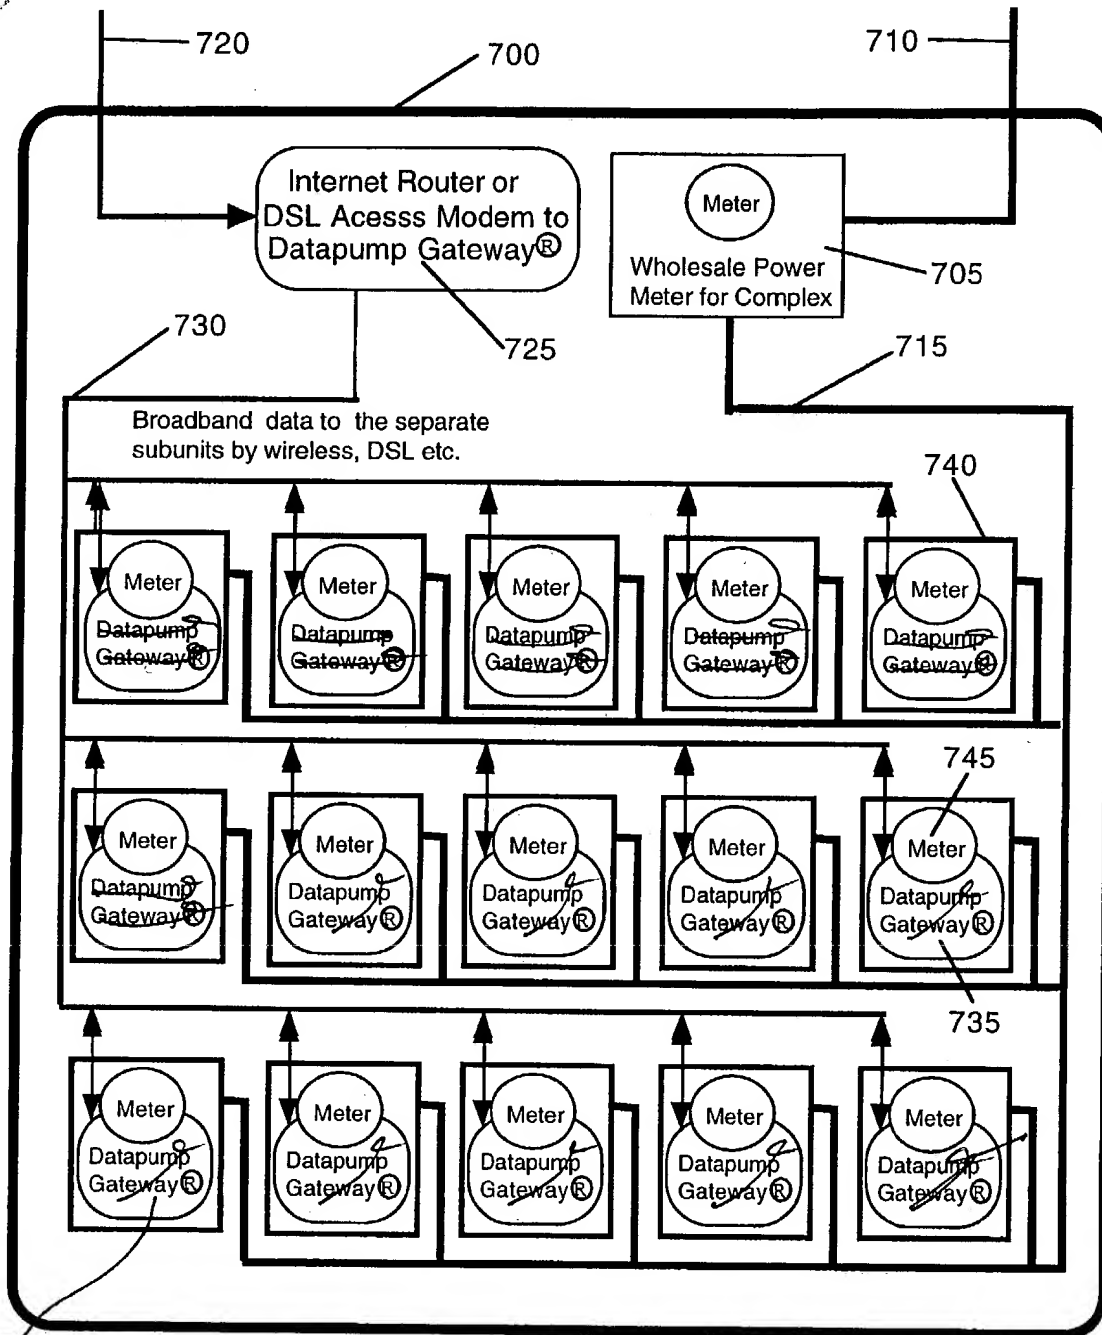 720
700
710
Internet Router or
DSL Acesss Modem to
Datapump Gateway®
Meter
Wholesale Power
Meter for Complex
705
730
725
715
Broadband data to the separate
subunits by wireless, DSL etc.
740
Meter
Datapump
Gateway®
Meter
Datapump
Gateway®
Meter
Datapump
Gateway®
Meter
Datapump
Gateway®
Meter
Datapump
Gateway®
745
Meter
Datapump
Gateway®
Meter
Datapump
Gateway®
Meter
Datapump
Gateway®
Meter
Datapump
Gateway®
Meter
Datapump
Gateway®
735
Meter
Datapump
Gateway®
Meter
Datapump
Gateway®
Meter
Datapump
Gateway®
Meter
Datapump
Gateway®
Meter
Datapump
Gateway®